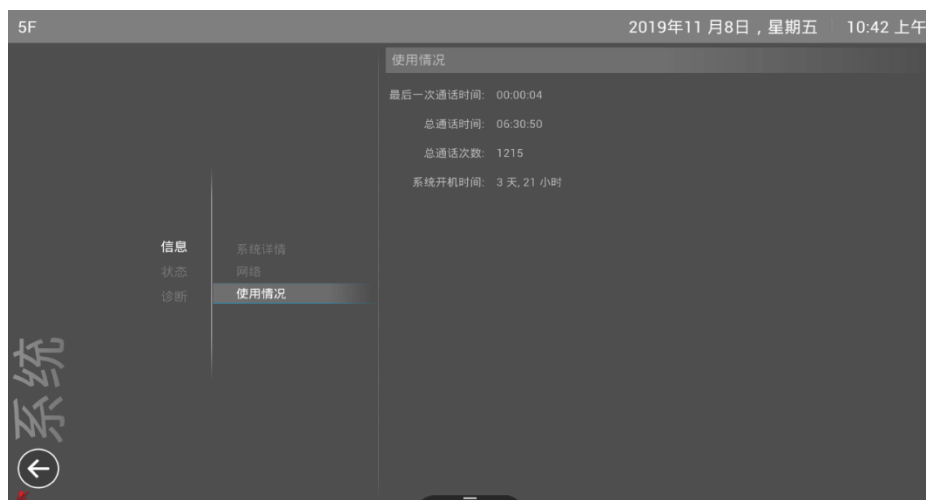 5F 2019年11月8日，星期五 10:42 上午
使用情况
最后一次通话时间: 00:00:04
总通话时间: 06:30:50
总通话次数: 1215
系统开机时间: 3 天, 21 小时
信息
状态
诊断
系统详情
网络
使用情况
系统